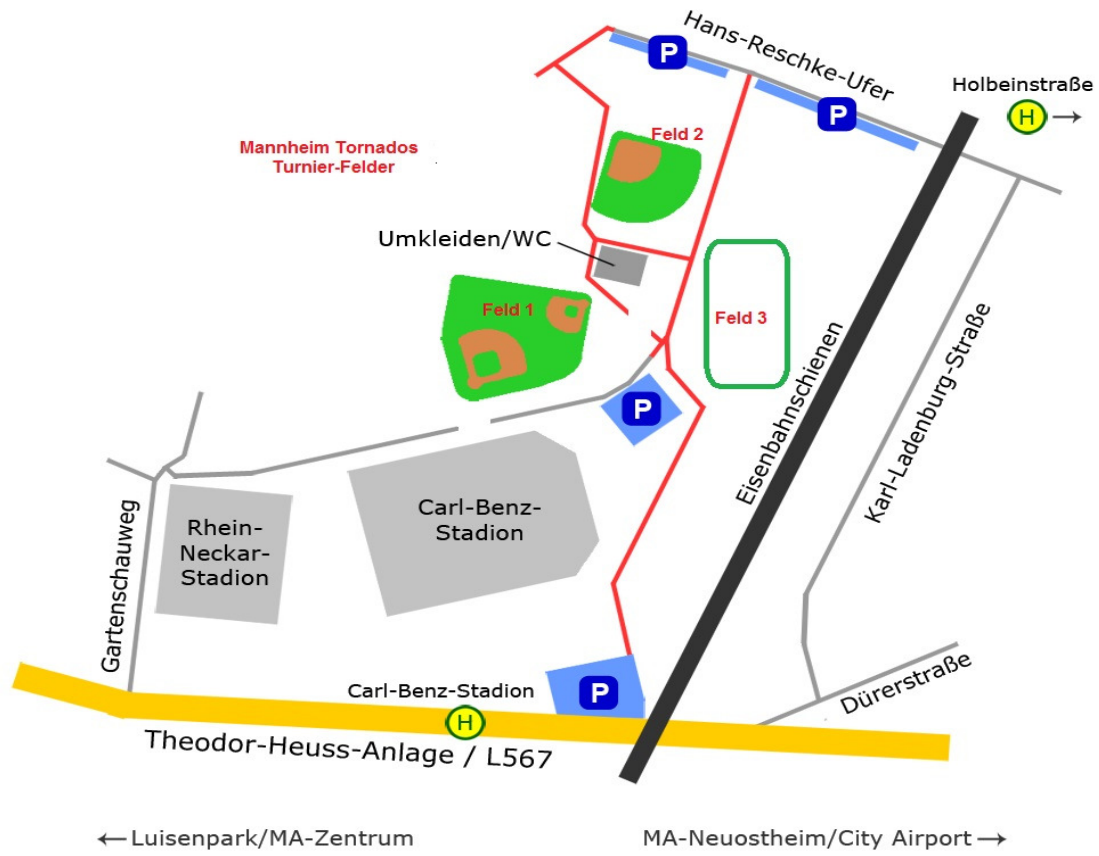 Hans-Reschke-Ufer
P
P
Holbeinstraße
H
Feld 2
Mannheim Tornados
Turnier-Felder
Umkleiden/WC
Feld 1
Feld 3
Eisenbahnschienen
Karl-Ladenburg-Straße
P
Carl-Benz-
Stadion
Rhein-
Neckar-
Stadion
Gartenschauweg
Carl-Benz-Stadion
H
P
Dürerstraße
Theodor-Heuss-Anlage / L567
←Luisenpark/MA-Zentrum
MA-Neuostheim/City Airport→